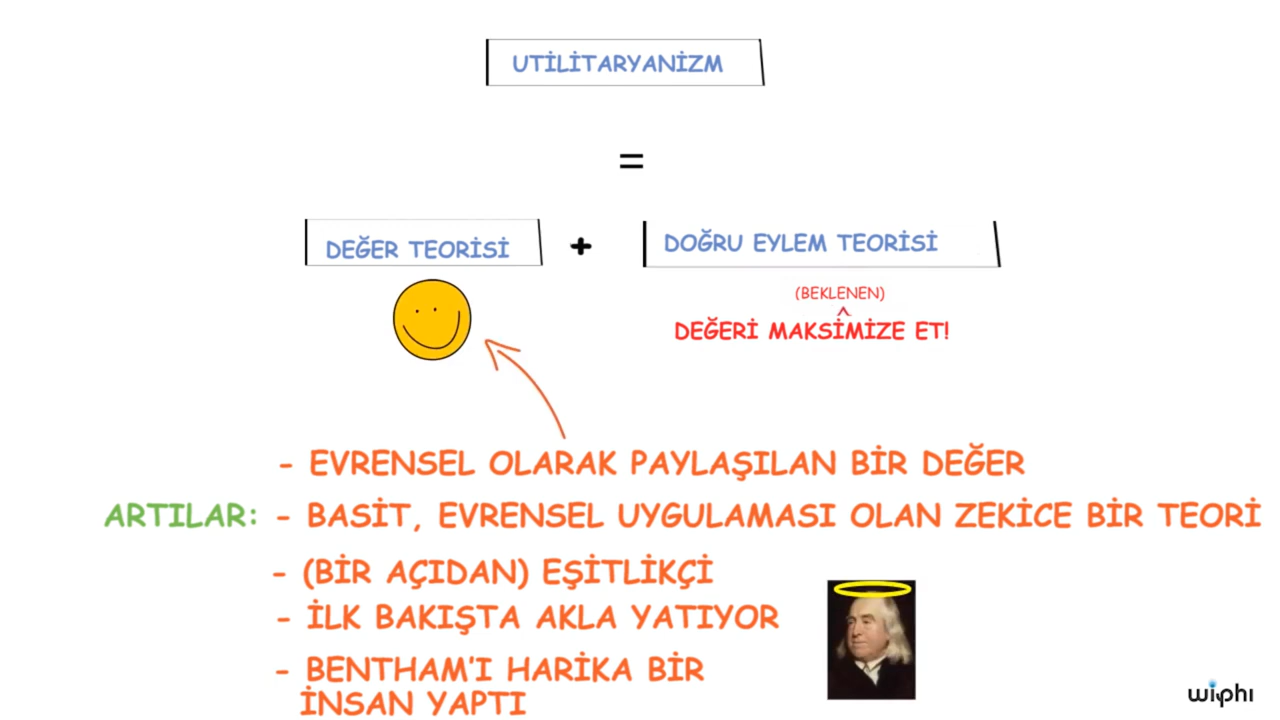 UTİLİTARYANİZM
=
DEĞER TEORİSİ + DOĞRU EYLEM TEORİSİ
(BEKLENEN)
^
DEĞERİ MAKSİMİZE ET!
- EVRENSEL OLARAK PAYLAŞILAN BİR DEĞER
ARTILAR: - BASİT, EVRENSEL UYGULAMASI OLAN ZEKİCE BİR TEORİ
- (BİR AÇIDAN) EŞİTLİKÇİ
- İLK BAKIŞTA AKLA YATIYOR
- BENTHAM'I HARİKA BİR
İNSAN YAPTI
wiphi